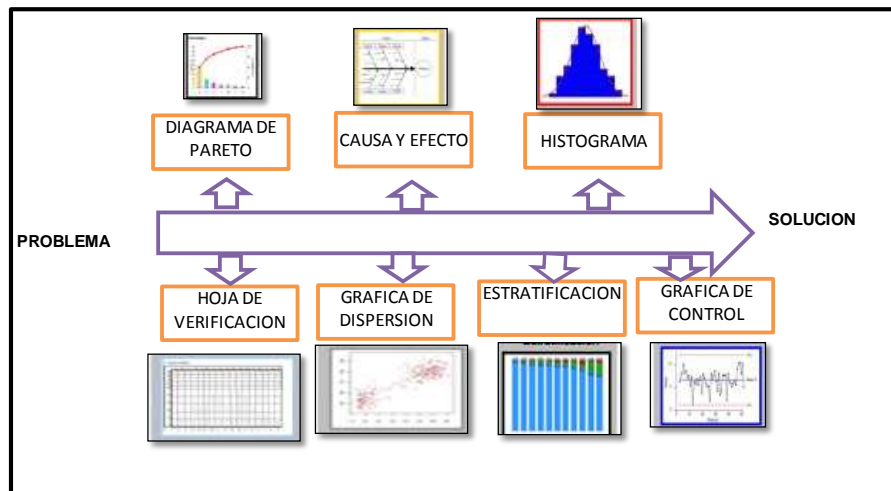 DIAGRAMA DE
PARETO
CAUSA Y EFECTO
HISTOGRAMA
PROBLEMA
SOLUCION
HOJA DE
VERIFICACION
GRAFICA DE
DISPERSION
ESTRATIFICACION
GRAFICA DE
CONTROL